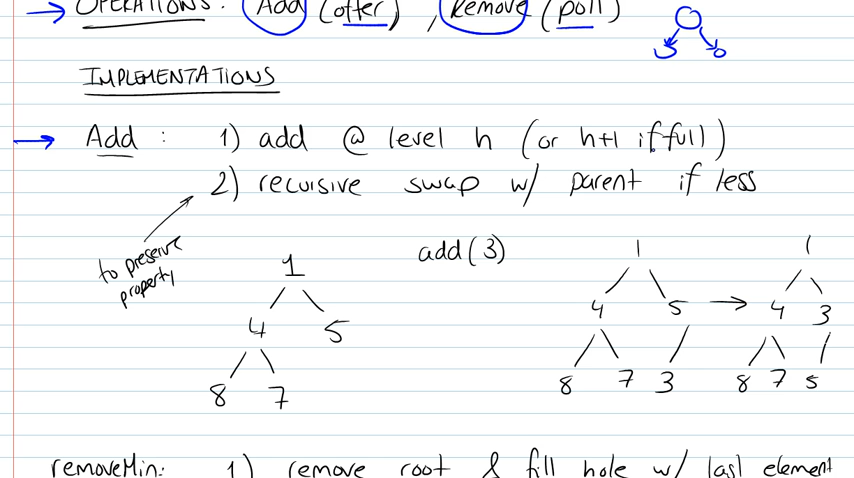 OPERATIONS: Add (offer), Remove (poll)
IMPLEMENTATIONS
Add: 1) add @ level h (or h+1 if full)
2) recursive swap w/ parent if less
to preserve
property
add(3)
1
4 5
8 7
1
4 5
8 7 3
1
4 3
8 7 5
removeMin: 1) remove root & fill hole w/ last element